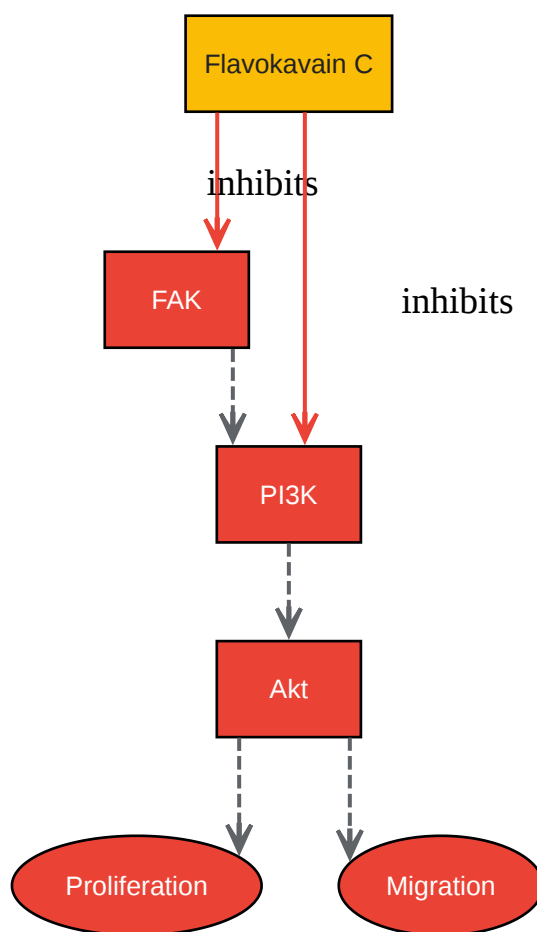 Flavokavain C
inhibits
FAK
inhibits
PI3K
Akt
Proliferation
Migration